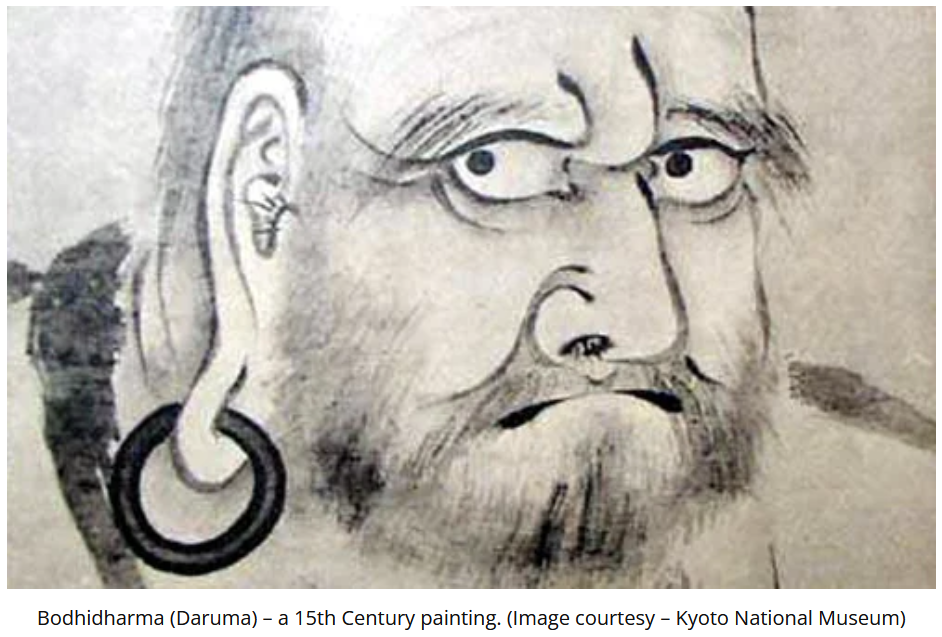 Bodhidharma (Daruma) – a 15th Century painting. (Image courtesy – Kyoto National Museum)